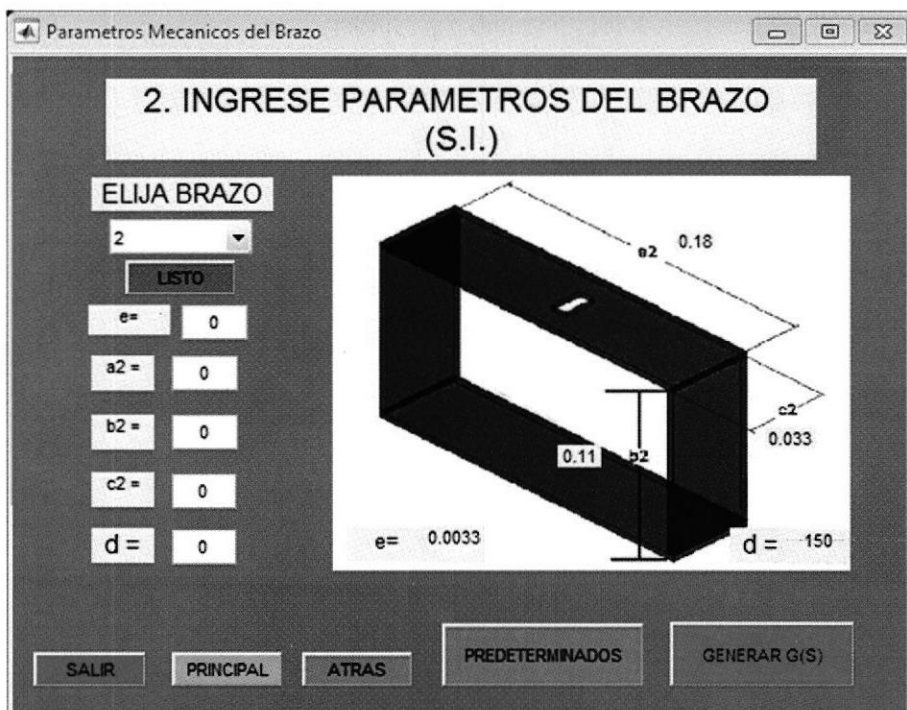 Parametros Mecanicos del Brazo
2. INGRESE PARAMETROS DEL BRAZO
(S.I.)
ELIJA BRAZO
2
LISTO
e= 0
a2 = 0
b2 = 0
c2 = 0
d = 0
a2 0.18
c2
0.033
0.11 b2
e= 0.0033
d = 150
SALIR
PRINCIPAL
ATRAS
PREDETERMINADOS
GENERAR G(S)